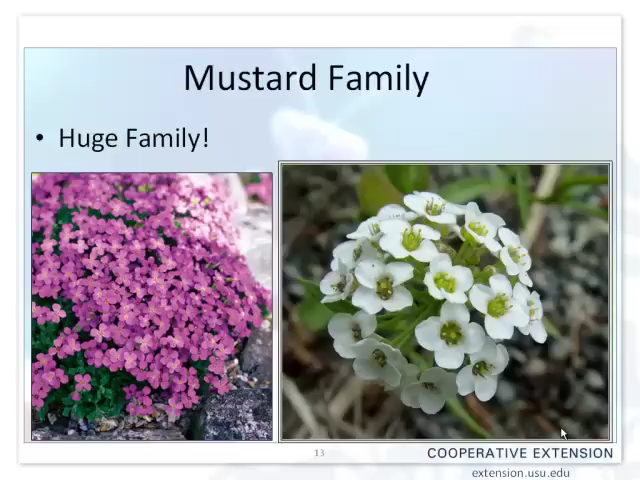 Mustard Family
• Huge Family!
13
COOPERATIVE EXTENSION
extension.usu.edu